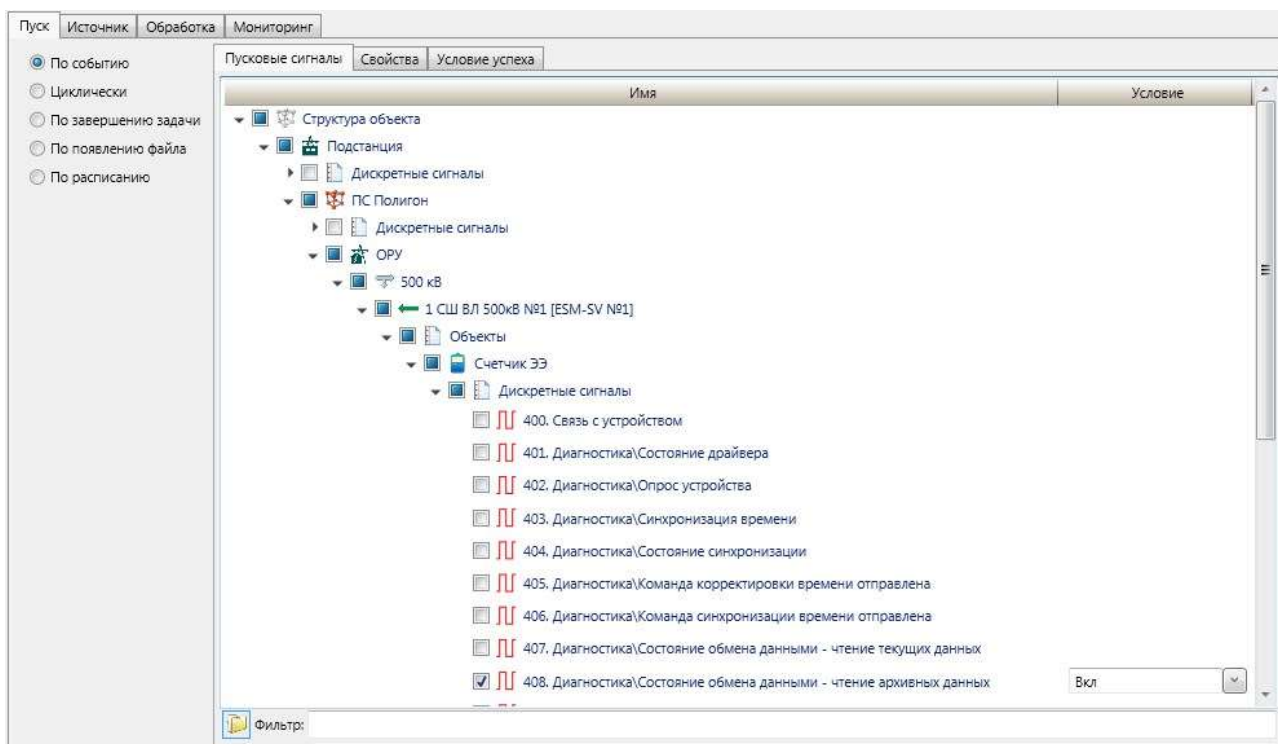 Пуск Источник Обработка Мониторинг
По событию
Циклически
По завершению задачи
По появлению файла
По расписанию
Пусковые сигналы Свойства Условие успеха
Имя Условие
Структура объекта
Подстанция
Дискретные сигналы
ПС Полигон
Дискретные сигналы
ОРУ
500 кВ
1 СШ ВЛ 500кВ №1 [ESM-SV №1]
Объекты
Счетчик ЭЭ
Дискретные сигналы
400. Связь с устройством
401. Диагностика\Состояние драйвера
402. Диагностика\Опрос устройства
403. Диагностика\Синхронизация времени
404. Диагностика\Состояние синхронизации
405. Диагностика\Команда корректировки времени отправлена
406. Диагностика\Команда синхронизации времени отправлена
407. Диагностика\Состояние обмена данными - чтение текущих данных
408. Диагностика\Состояние обмена данными - чтение архивных данных Вкл
Фильтр: